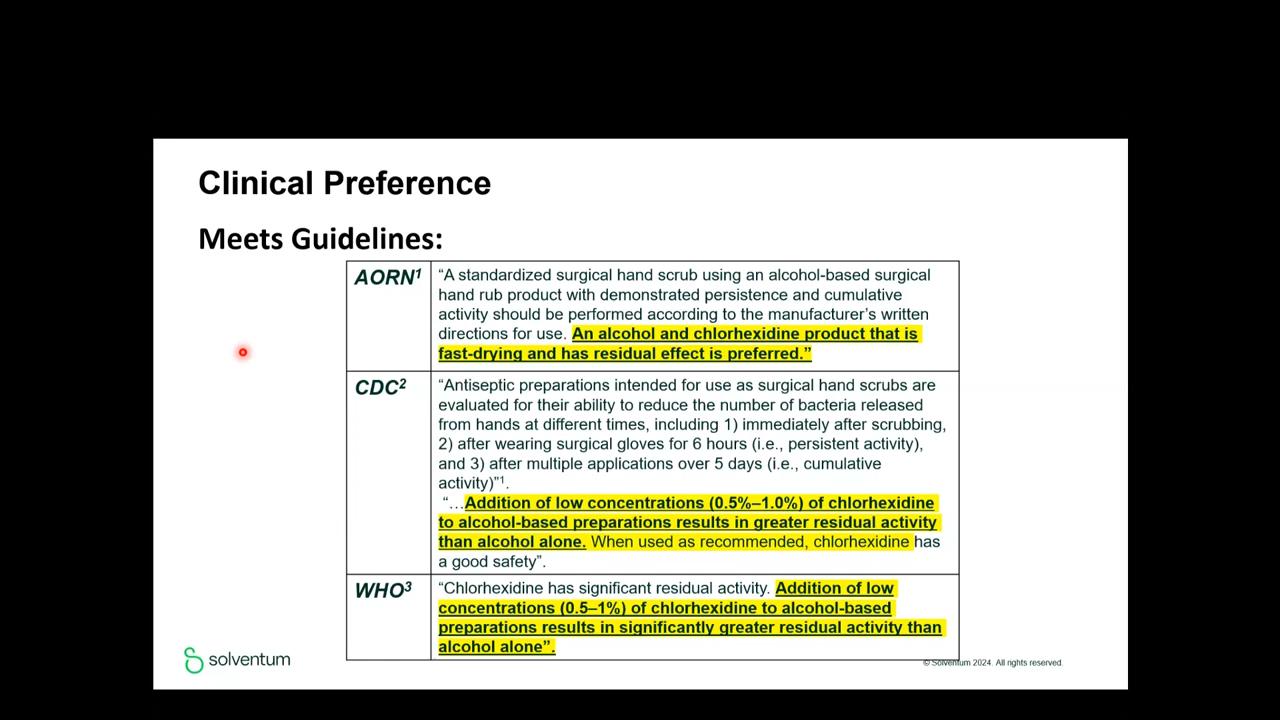 Clinical Preference
Meets Guidelines:
AORN¹
“A standardized surgical hand scrub using an alcohol-based surgical
hand rub product with demonstrated persistence and cumulative
activity should be performed according to the manufacturer’s written
directions for use. An alcohol and chlorhexidine product that is
fast-drying and has residual effect is preferred.”
CDC²
“Antiseptic preparations intended for use as surgical hand scrubs are
evaluated for their ability to reduce the number of bacteria released
from hands at different times, including 1) immediately after scrubbing,
2) after wearing surgical gloves for 6 hours (i.e., persistent activity),
and 3) after multiple applications over 5 days (i.e., cumulative
activity)”¹.
“…Addition of low concentrations (0.5%–1.0%) of chlorhexidine
to alcohol-based preparations results in greater residual activity
than alcohol alone. When used as recommended, chlorhexidine has
a good safety”.
WHO³
“Chlorhexidine has significant residual activity. Addition of low
concentrations (0.5–1%) of chlorhexidine to alcohol-based
preparations results in significantly greater residual activity than
alcohol alone”.
solventum
© Solventum 2024. All rights reserved.